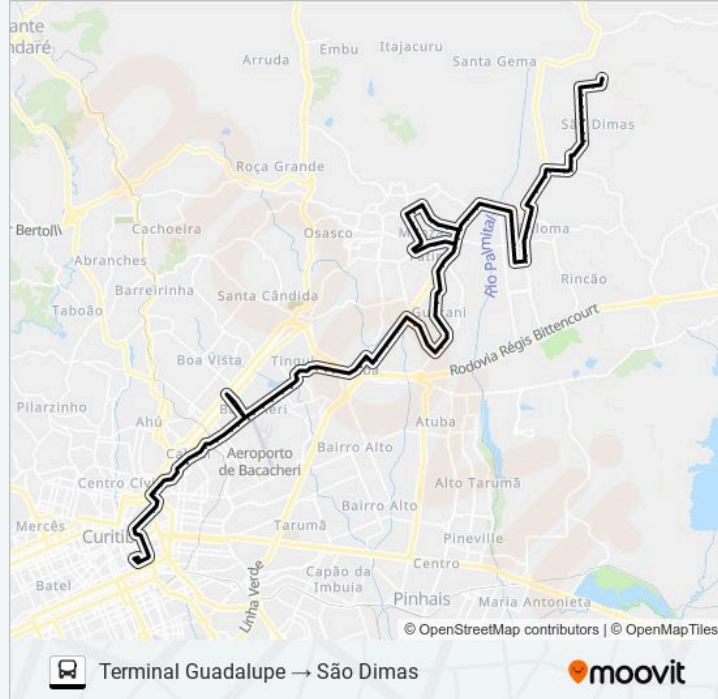 ante
ndaré
Arruda
Embu
Itajacuru
Santa Gema
São Dimas
Roça Grande
Bertolli
Cachoeira
Osasco
Rio Palmital
Abranches
Barreirinha
Santa Cândida
Rincão
Taboão
Boa Vista
Rodovia Régis Bittencourt
Pilarzinho
Ahú
Atuba
Aeroporto
de Bacacheri
Bairro Alto
Centro Cív
Alto Tarumã
Bairro Alto
Mercês
Curitib
Tarumã
Pineville
Centro
Batel
Linha Verde
Capão da
Imbuia
Pinhais
Maria Antonieta
© OpenStreetMap contributors | © OpenMapTiles
Terminal Guadalupe → São Dimas
moovit